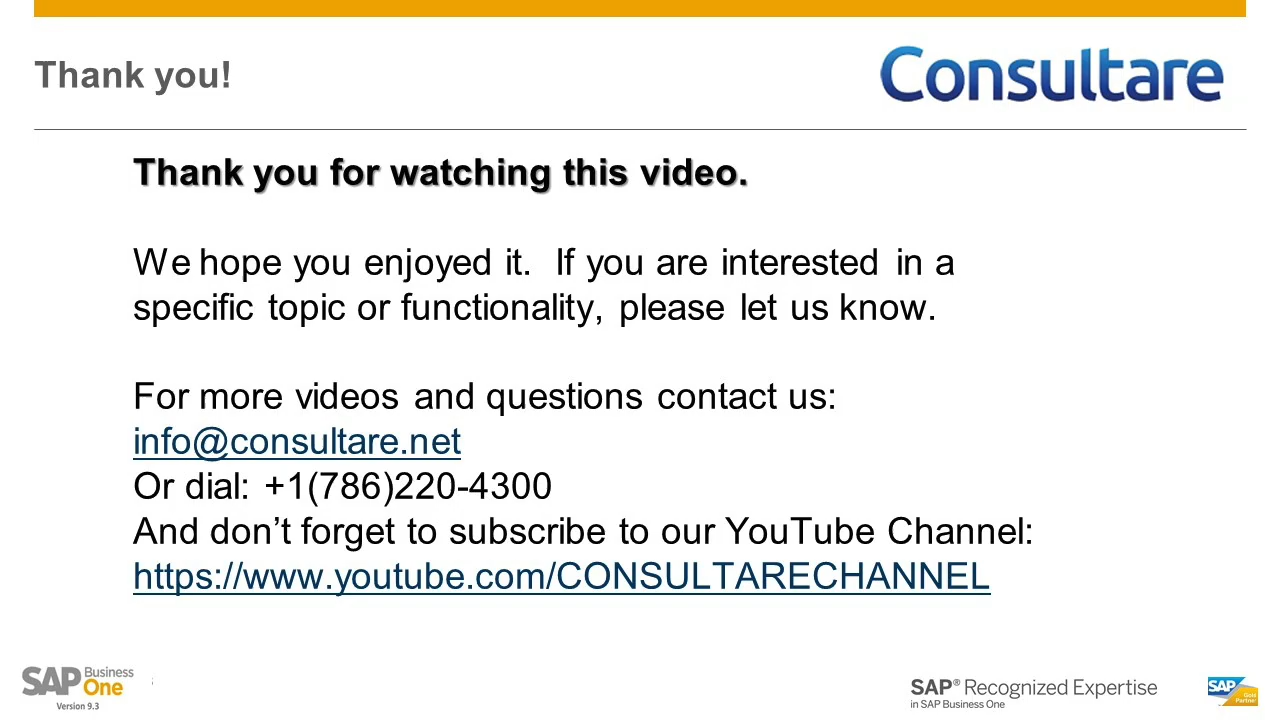 Thank you!
Consultare
Thank you for watching this video.
We hope you enjoyed it. If you are interested in a
specific topic or functionality, please let us know.
For more videos and questions contact us:
info@consultare.net
Or dial: +1(786)220-4300
And don’t forget to subscribe to our YouTube Channel:
https://www.youtube.com/CONSULTARECHANNEL
SAP Business One
Version 9.3
SAP® Recognized Expertise
in SAP Business One
SAP
Gold
Partner